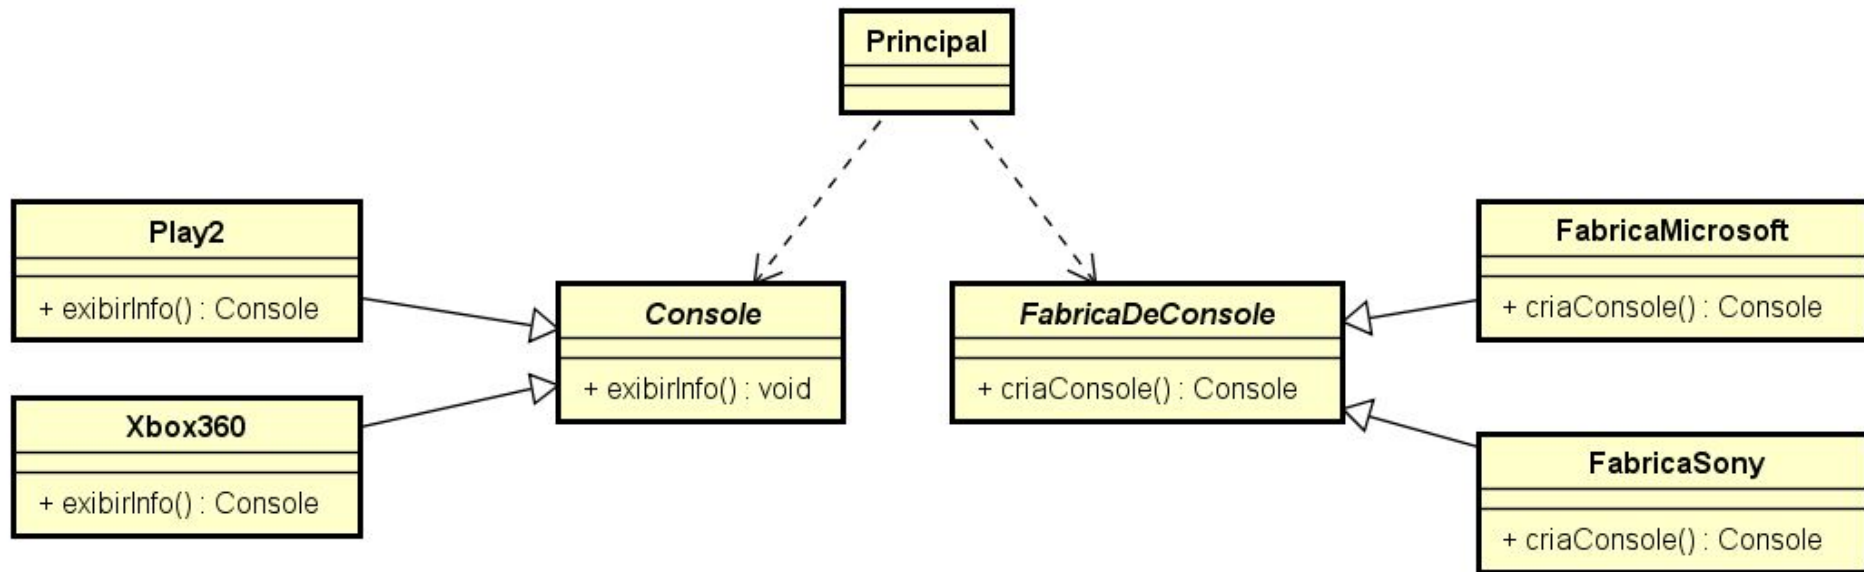 Principal
Play2
+ exibirInfo() : Console
Xbox360
+ exibirInfo() : Console
Console
+ exibirInfo() : void
FabricaDeConsole
+ criaConsole() : Console
FabricaMicrosoft
+ criaConsole() : Console
FabricaSony
+ criaConsole() : Console